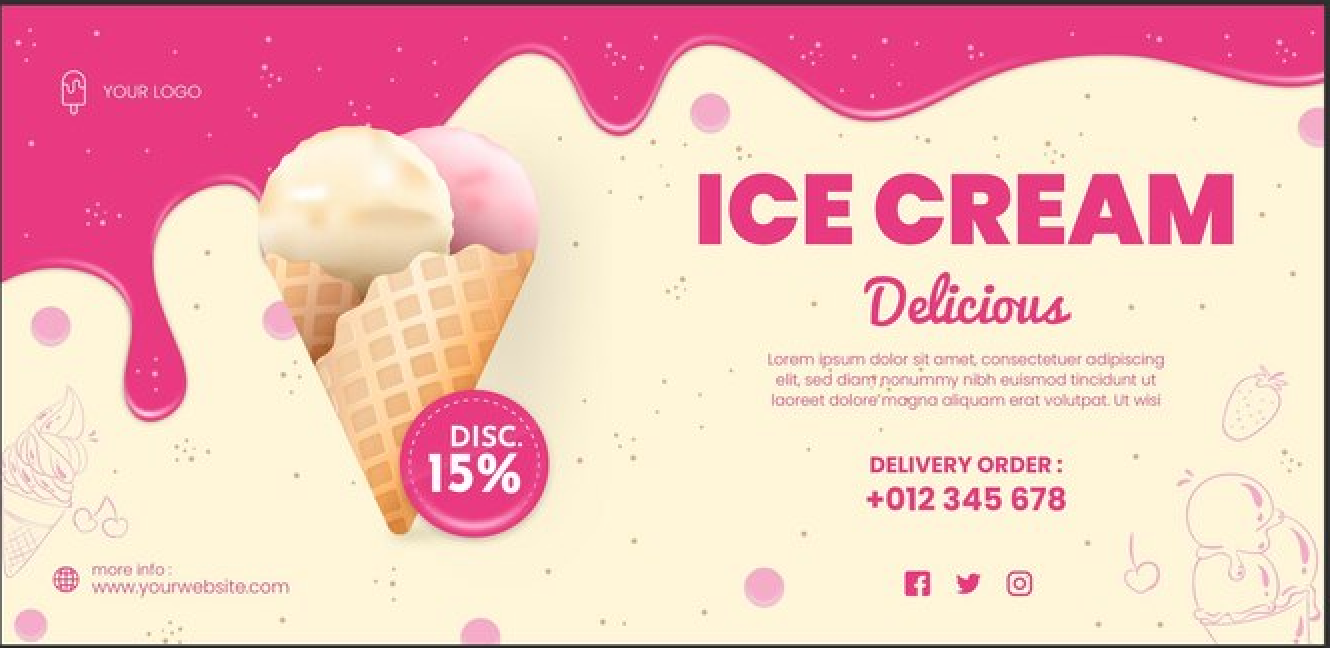 YOUR LOGO
ICE CREAM
Delicious
Lorem ipsum dolor sit amet, consectetuer adipiscing
elit, sed diam nonummy nibh euismod tincidunt ut
laoreet dolore magna aliquam erat volutpat. Ut wisi
DISC.
15%
DELIVERY ORDER :
+012 345 678
more info :
www.yourwebsite.com